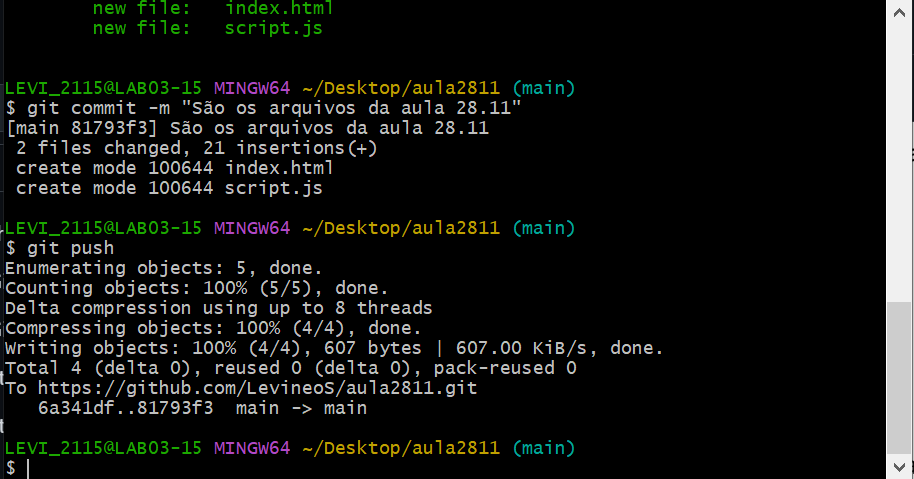 new file:   index.html
new file:   script.js
LEVI_2115@LAB03-15 MINGW64 ~/Desktop/aula2811 (main)
$ git commit -m "São os arquivos da aula 28.11"
[main 81793f3] São os arquivos da aula 28.11
 2 files changed, 21 insertions(+)
 create mode 100644 index.html
 create mode 100644 script.js
LEVI_2115@LAB03-15 MINGW64 ~/Desktop/aula2811 (main)
$ git push
Enumerating objects: 5, done.
Counting objects: 100% (5/5), done.
Delta compression using up to 8 threads
Compressing objects: 100% (4/4), done.
Writing objects: 100% (4/4), 607 bytes | 607.00 KiB/s, done.
Total 4 (delta 0), reused 0 (delta 0), pack-reused 0
To https://github.com/LevineoS/aula2811.git
   6a341df..81793f3  main -> main
LEVI_2115@LAB03-15 MINGW64 ~/Desktop/aula2811 (main)
$